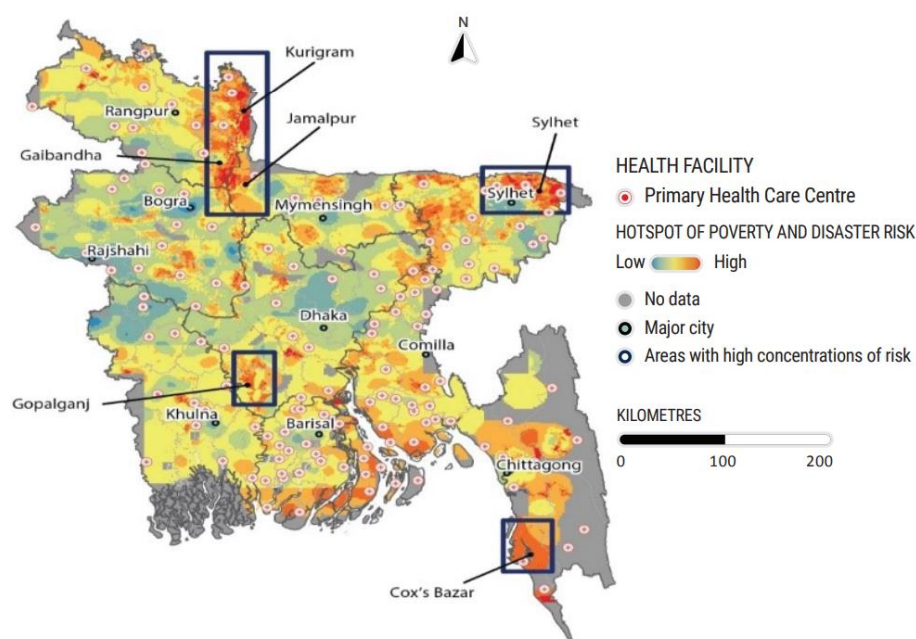 N
Kurigram
Rangpur
Jamalpur
Sylhet
Gaibandha
Bogra
Mymensingh
Sylhet
Rajshahi
Dhaka
Comilla
Gopalganj
Khulna
Barisal
Chittagong
Cox's Bazar
HEALTH FACILITY
Primary Health Care Centre
HOTSPOT OF POVERTY AND DISASTER RISK
Low High
No data
Major city
Areas with high concentrations of risk
KILOMETRES
0 100 200